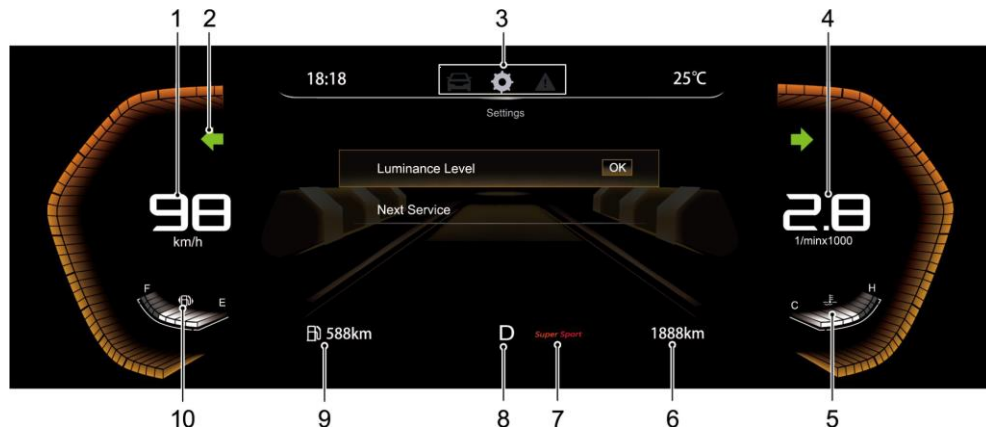 1 2 3 4
18:18 25℃
Settings
Luminance Level OK
98 2.8
Next Service
km/h 1/minx1000
F E C H
588km D Super Sport 1888km
10 9 8 7 6 5